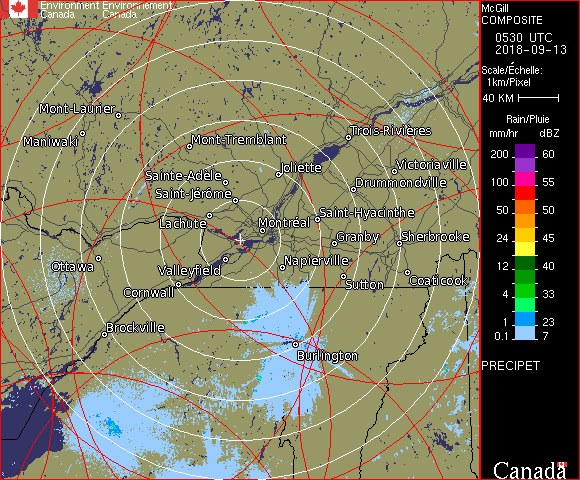 Environment Environnement
Canada Canada
McGill
COMPOSITE
0530 UTC
2018-09-13
Scale/Échelle:
1km/Pixel
40 KM
Rain/Pluie
mm/hr dBZ
200 60
55
100 55
50 50
24 45
12 40
8 33
4 30
1 23
0.1 7
PRECIPET
Canada
Mont-Laurier
Maniwaki
Mont-Tremblant
Trois-Rivières
Sainte-Adèle
Joliette
Victoriaville
Saint-Jérôme
Drummondville
Lachute
Montréal
Saint-Hyacinthe
Granby
Sherbrooke
Ottawa
Valleyfield
Napierville
Cornwall
Sutton
Coaticook
Brockville
Burlington